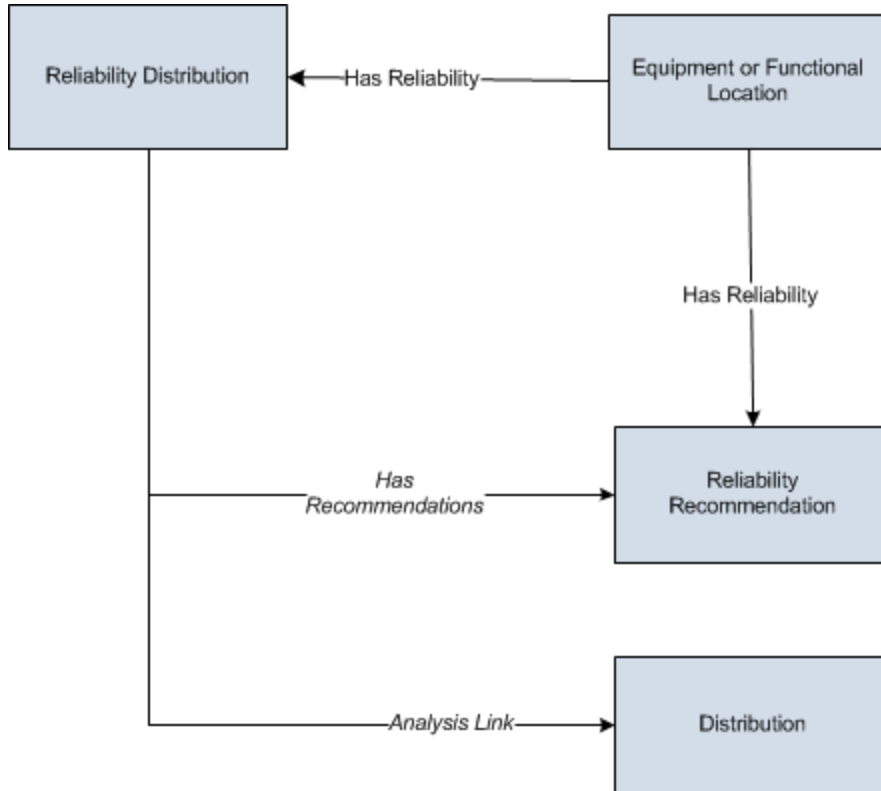 Reliability Distribution
Has Reliability
Equipment or Functional
Location
Has Reliability
Has
Recommendations
Reliability
Recommendation
Analysis Link
Distribution